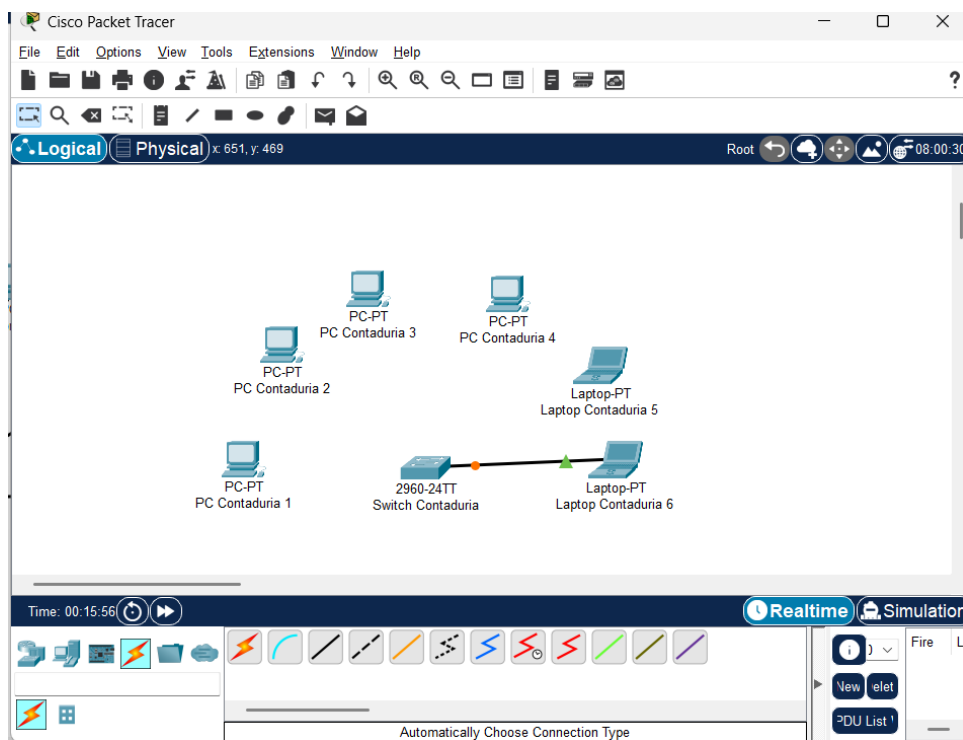 Cisco Packet Tracer
File Edit Options View Tools Extensions Window Help
?
Logical Physical x: 651, y: 469 Root 08:00:30
PC-PT
PC Contaduria 3
PC-PT
PC Contaduria 4
PC-PT
PC Contaduria 2
Laptop-PT
Laptop Contaduria 5
PC-PT
PC Contaduria 1
2960-24TT
Switch Contaduria
Laptop-PT
Laptop Contaduria 6
Time: 00:15:56 Realtime Simulation
Fire L
New elet
PDU List
Automatically Choose Connection Type